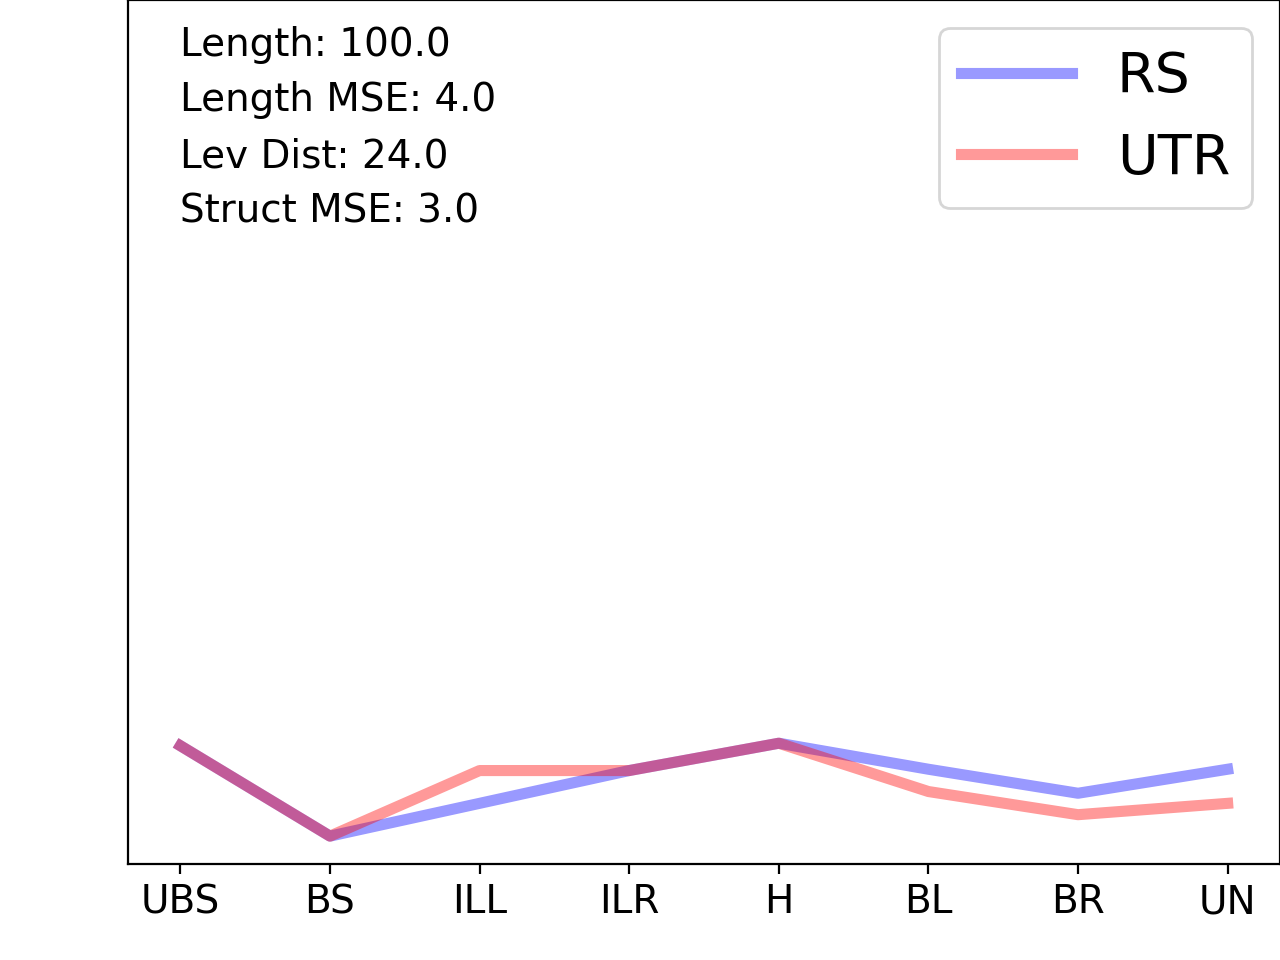 Length: 100.0
Length MSE: 4.0
Lev Dist: 24.0
Struct MSE: 3.0
RS
UTR
UBS BS ILL ILR H BL BR UN